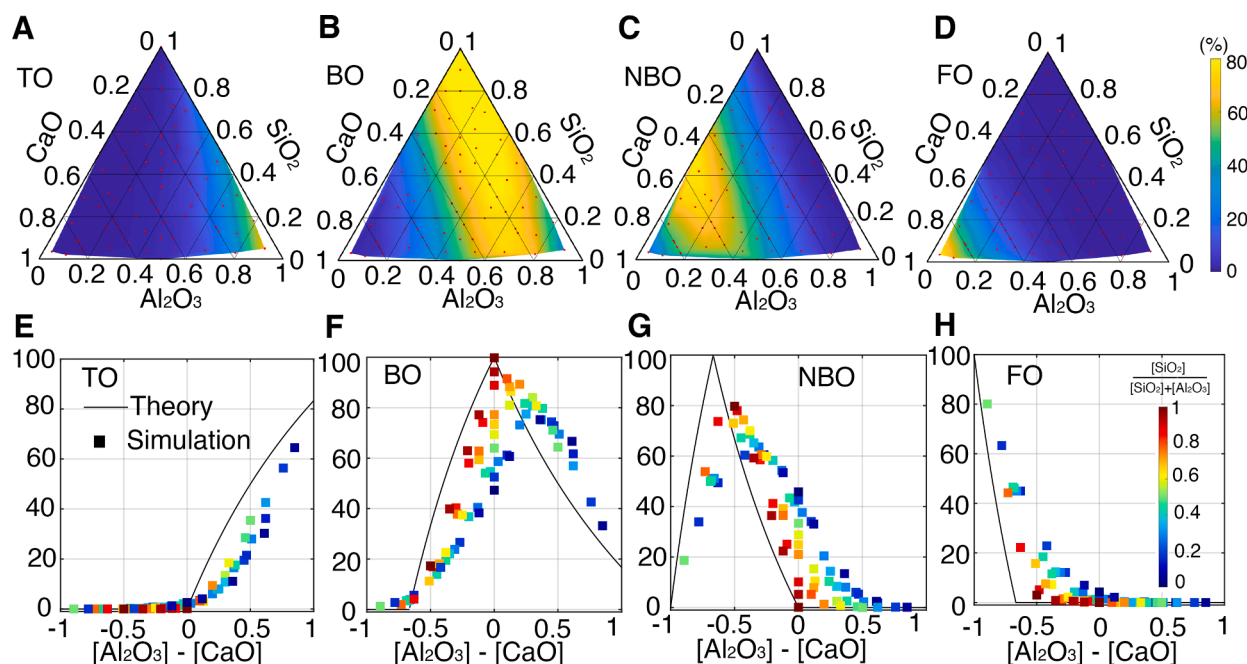 A
B
C
D
TO
BO
NBO
FO
(%)
80
60
40
20
0
0 1
0.2 0.8
0.4 0.6
CaO SiO₂
0.6 0.4
0.8 0.2
1 0
0 0.2 0.4 0.6 0.8 1
Al₂O₃
0 1
0.2 0.8
0.4 0.6
CaO SiO₂
0.6 0.4
0.8 0.2
1 0
0 0.2 0.4 0.6 0.8 1
Al₂O₃
0 1
0.2 0.8
0.4 0.6
CaO SiO₂
0.6 0.4
0.8 0.2
1 0
0 0.2 0.4 0.6 0.8 1
Al₂O₃
0 1
0.2 0.8
0.4 0.6
CaO SiO₂
0.6 0.4
0.8 0.2
1 0
0 0.2 0.4 0.6 0.8 1
Al₂O₃
E
TO
Theory
Simulation
100
80
60
40
20
0
-1 -0.5 0 0.5 1
[Al₂O₃] - [CaO]
F
BO
100
80
60
40
20
0
-1 -0.5 0 0.5 1
[Al₂O₃] - [CaO]
G
NBO
100
80
60
40
20
0
-1 -0.5 0 0.5 1
[Al₂O₃] - [CaO]
H
FO
[SiO₂]
[SiO₂]+[Al₂O₃]
1
0.8
0.6
0.4
0.2
0
100
80
60
40
20
0
-1 -0.5 0 0.5 1
[Al₂O₃] - [CaO]